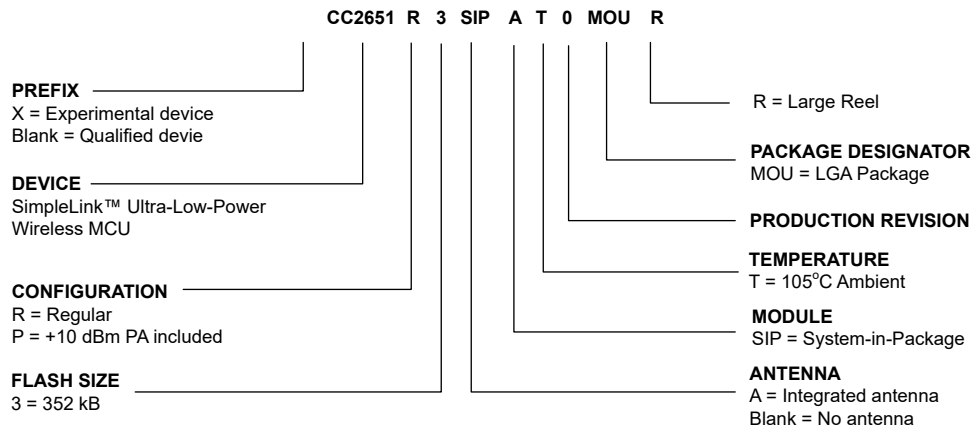 CC2651 R 3 SIP A T 0 MOU R
PREFIX
X = Experimental device
Blank = Qualified devie
DEVICE
SimpleLink™ Ultra-Low-Power
Wireless MCU
CONFIGURATION
R = Regular
P = +10 dBm PA included
FLASH SIZE
3 = 352 kB
R = Large Reel
PACKAGE DESIGNATOR
MOU = LGA Package
PRODUCTION REVISION
TEMPERATURE
T = 105°C Ambient
MODULE
SIP = System-in-Package
ANTENNA
A = Integrated antenna
Blank = No antenna